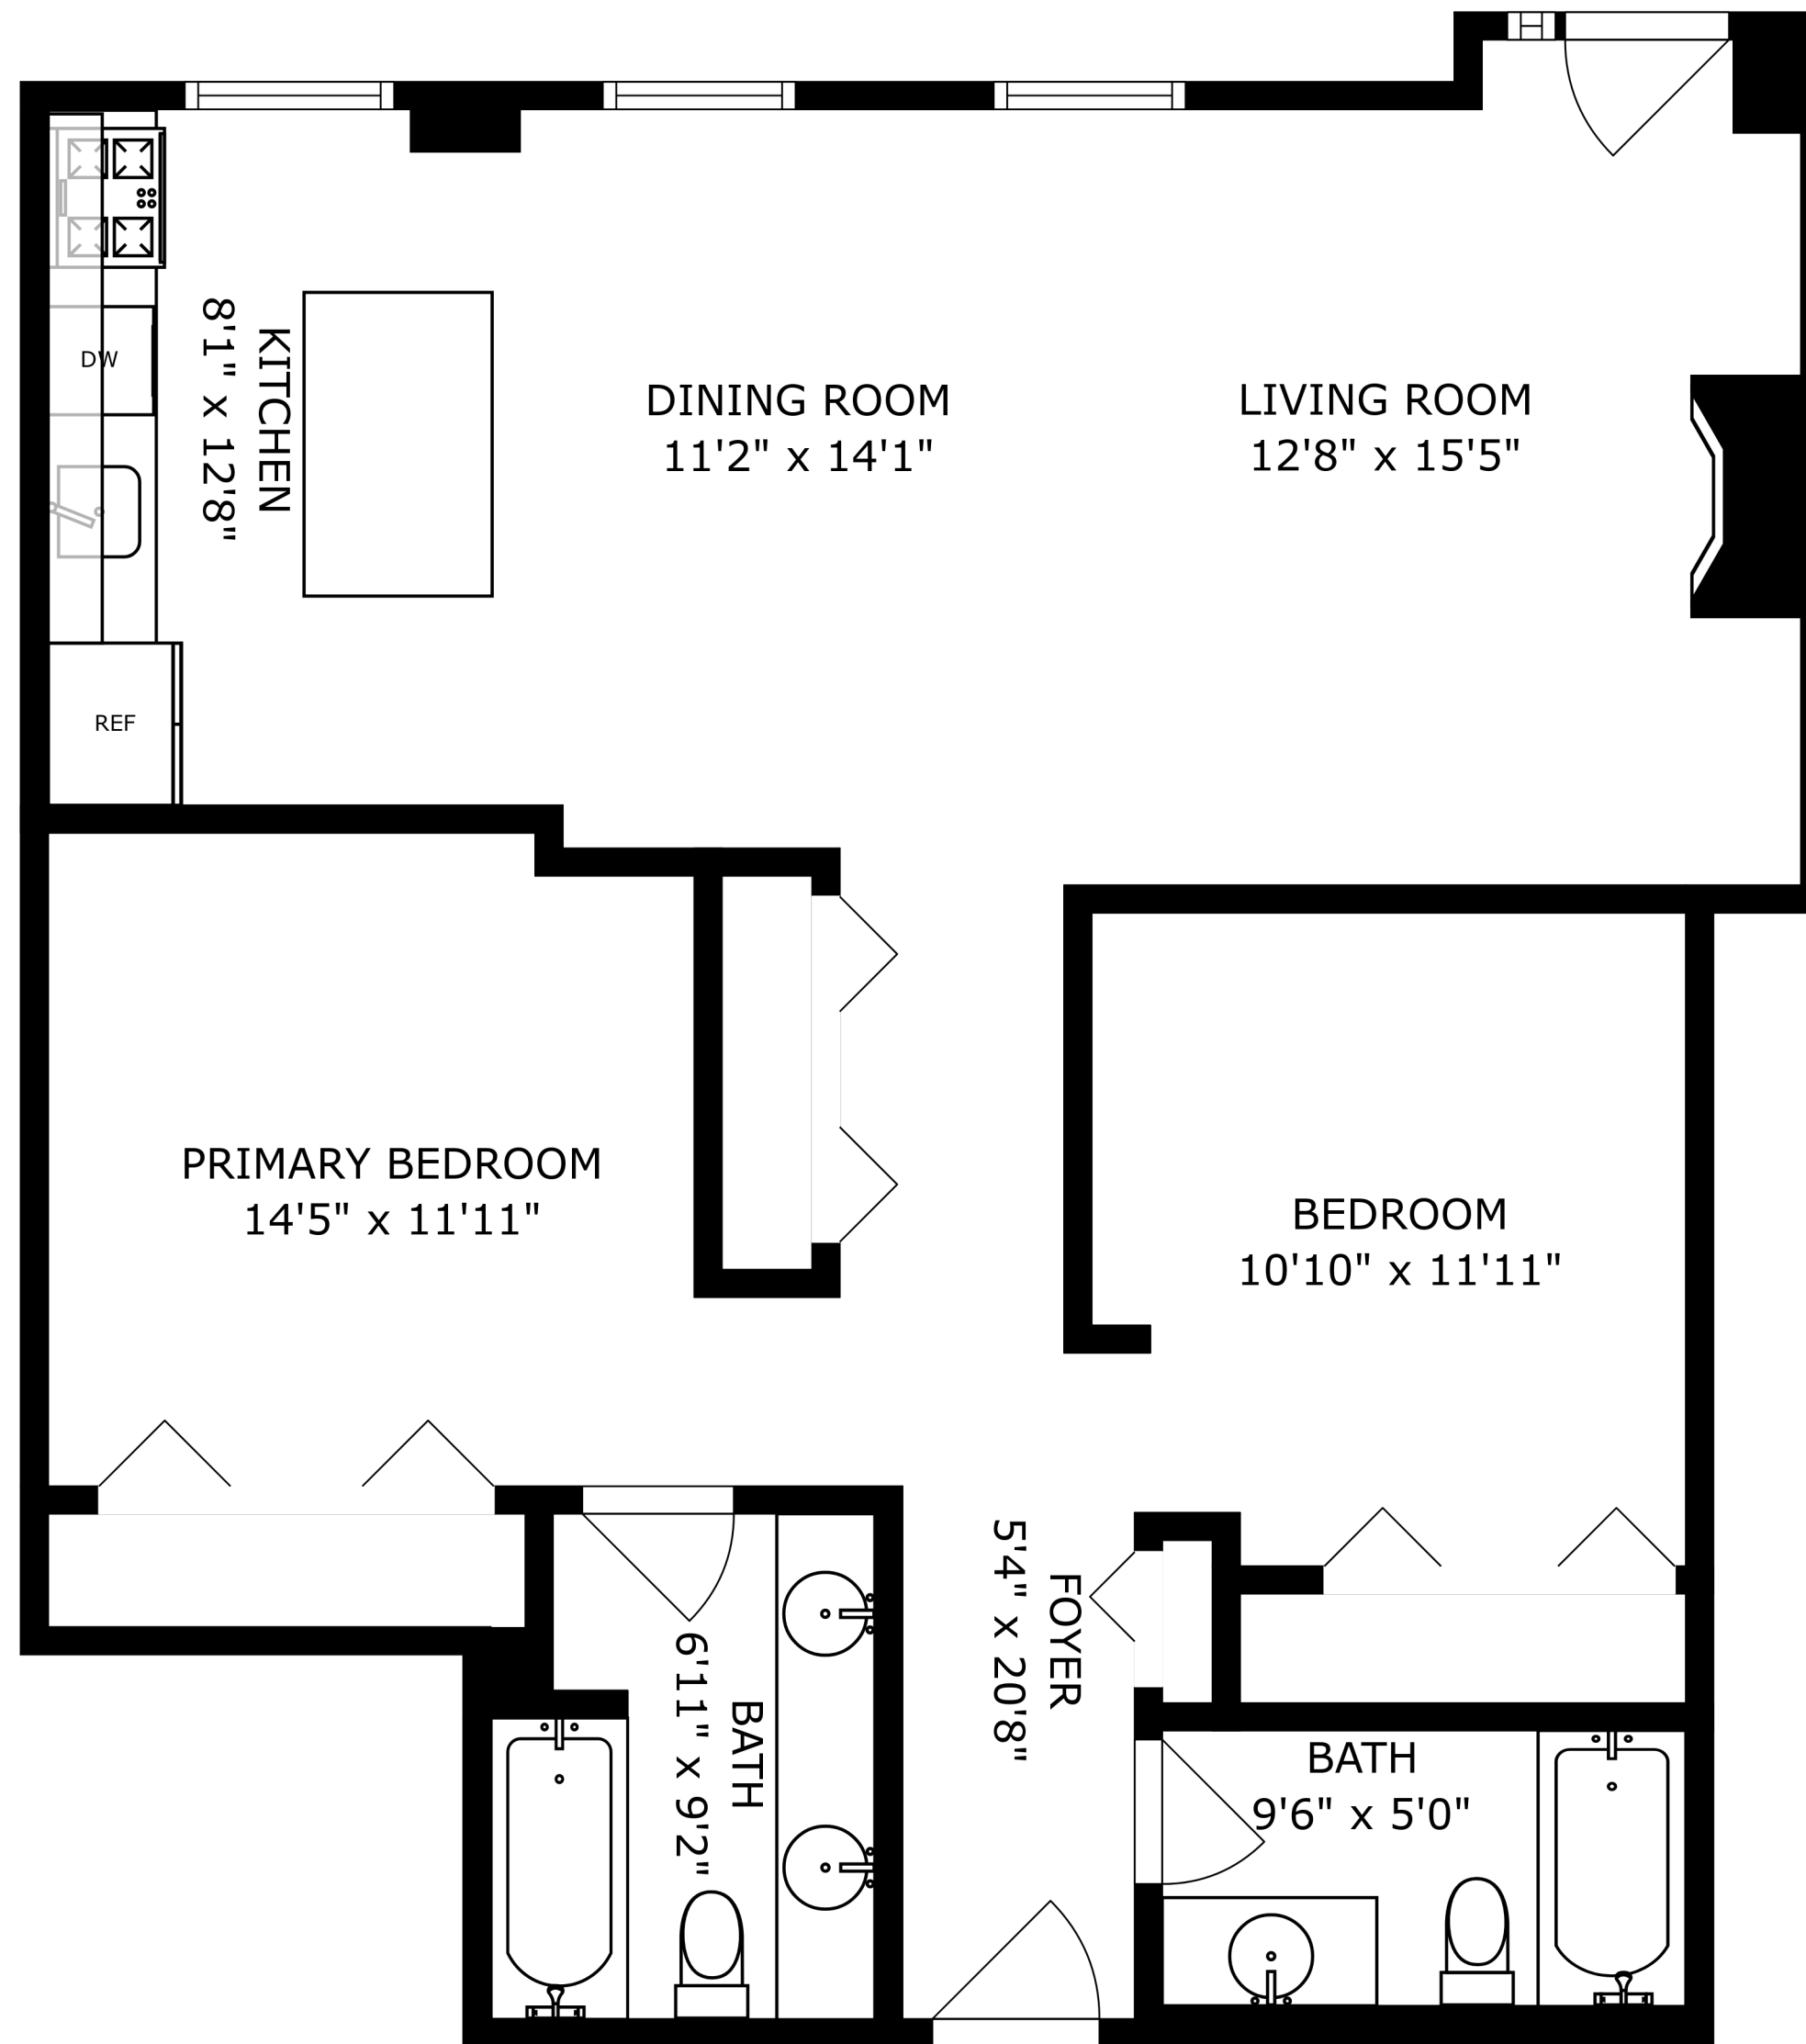 KITCHEN
8'1" x 12'8"
DW
REF
DINING ROOM
11'2" x 14'1"
LIVING ROOM
12'8" x 15'5"
PRIMARY BEDROOM
14'5" x 11'11"
BEDROOM
10'10" x 11'11"
FOYER
5'4" x 20'8"
BATH
6'11" x 9'2"
BATH
9'6" x 5'0"